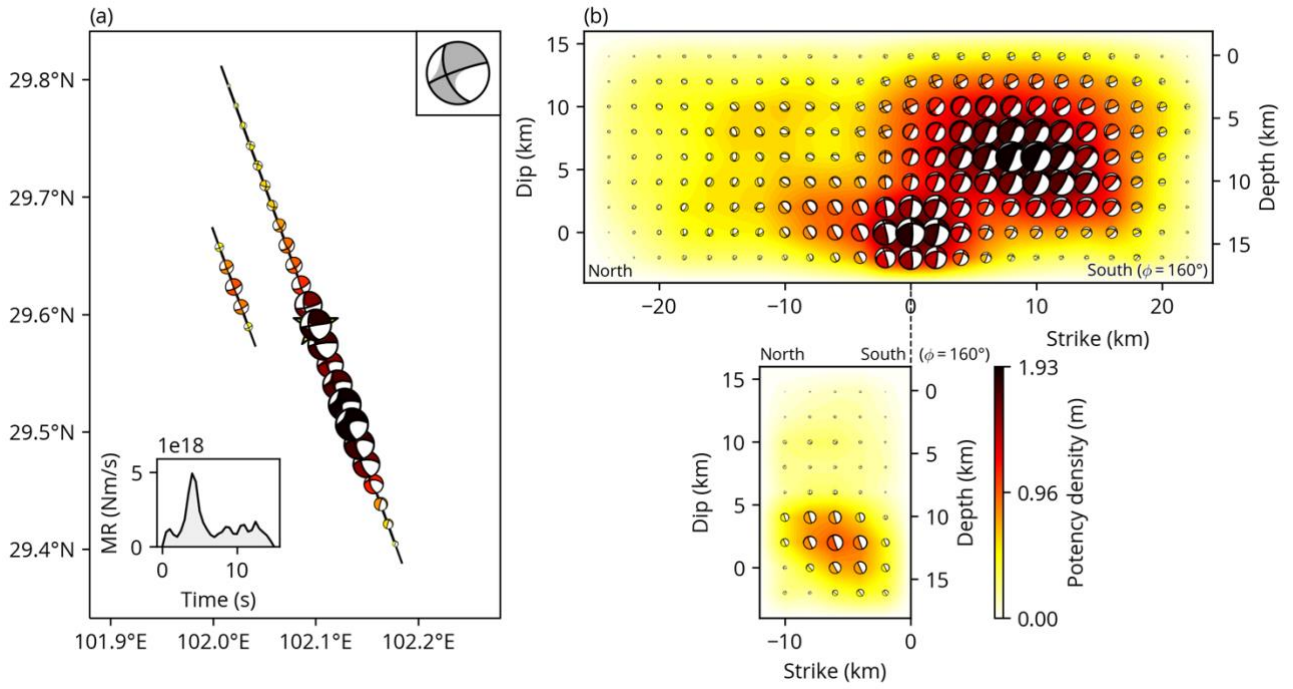 (a)
29.8°N
29.7°N
29.6°N
29.5°N
29.4°N
101.9°E 102.0°E 102.1°E 102.2°E
1e18
MR (Nm/s)
5
0
0 10
Time (s)
(b)
Dip (km)
15
10
5
0
Depth (km)
0
5
10
15
North
South (ϕ = 160°)
−20 −10 0 10 20
Strike (km)
North South (ϕ = 160°)
Dip (km)
15
10
5
0
Depth (km)
0
5
10
15
−10 0
Strike (km)
1.93
0.96
0.00
Potency density (m)